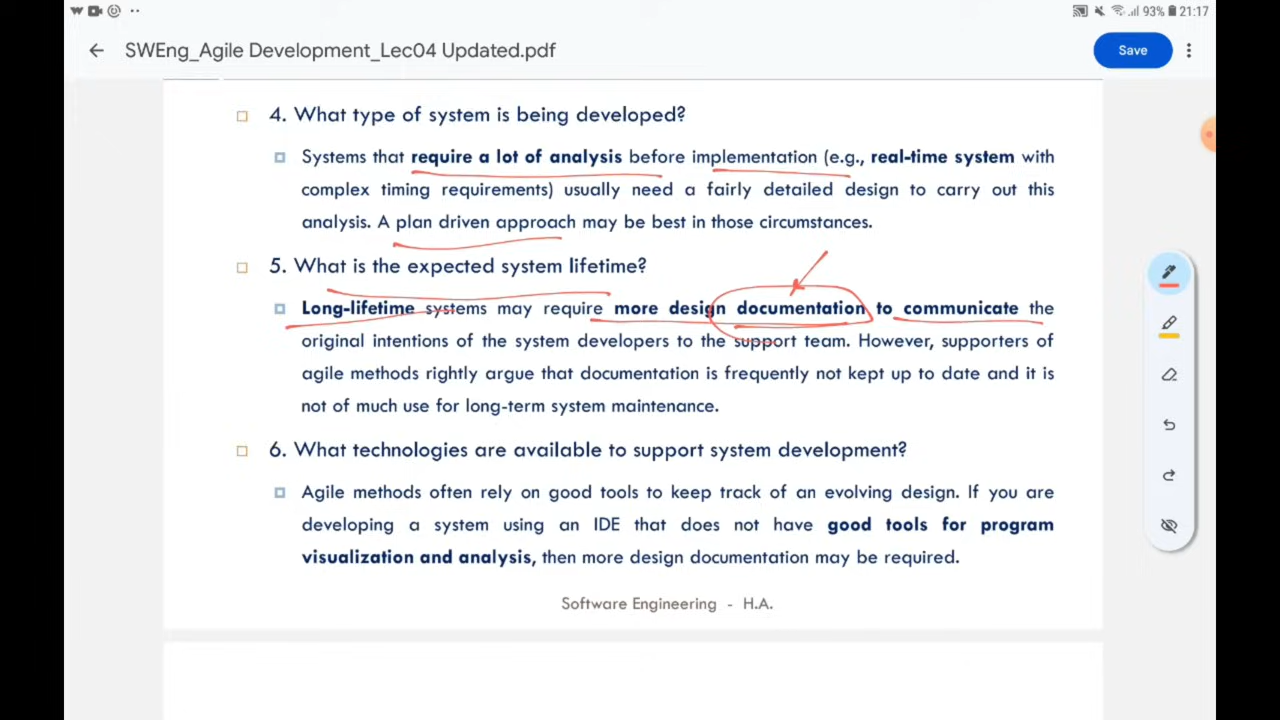 93% 21:17
SWEng_Agile Development_Lec04 Updated.pdf
Save
4. What type of system is being developed?
Systems that require a lot of analysis before implementation (e.g., real-time system with
complex timing requirements) usually need a fairly detailed design to carry out this
analysis. A plan driven approach may be best in those circumstances.
5. What is the expected system lifetime?
Long-lifetime systems may require more design documentation to communicate the
original intentions of the system developers to the support team. However, supporters of
agile methods rightly argue that documentation is frequently not kept up to date and it is
not of much use for long-term system maintenance.
6. What technologies are available to support system development?
Agile methods often rely on good tools to keep track of an evolving design. If you are
developing a system using an IDE that does not have good tools for program
visualization and analysis, then more design documentation may be required.
Software Engineering - H.A.